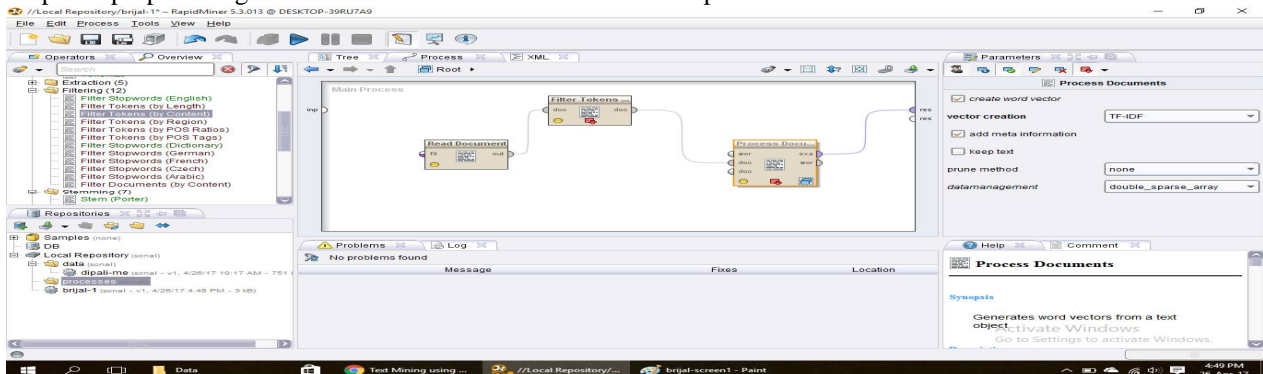 //Local Repository/brijal-1* – RapidMiner 5.3.013 @ DESKTOP-39RU7A9
File Edit Process Tools View Help
Operators Overview
Search
Extraction (5)
Filtering (12)
Filter Stopwords (English)
Filter Tokens (by Length)
Filter Tokens (by Content)
Filter Tokens (by Region)
Filter Tokens (by POS Ratios)
Filter Tokens (by POS Tags)
Filter Stopwords (Dictionary)
Filter Stopwords (German)
Filter Stopwords (French)
Filter Stopwords (Czech)
Filter Stopwords (Arabic)
Filter Documents (by Content)
Stemming (7)
Stem (Porter)
Repositories
Samples (none)
DB
Local Repository (sonal)
data (sonal)
dipali-me (sonal - v1, 4/26/17 10:17 AM - 761
processes
brijal-1 (sonal - v1, 4/26/17 4:48 PM - 3 kB)
Tree Process XML
Root
Main Process
inp
Read Document
fil out
Filter Tokens ...
doc doc
Process Docu...
wor exa
doc wor
doc
res
res
Problems Log
No problems found
Message Fixes Location
Parameters
Process Documents
create word vector
vector creation TF-IDF
add meta information
keep text
prune method none
datamanagement double_sparse_array
Help Comment
Process Documents
Synopsis
Generates word vectors from a text
object.
Activate Windows
Go to Settings to activate Windows.
Data
Text Mining using ...
//Local Repository/...
brijal-screen1 - Paint
4:49 PM